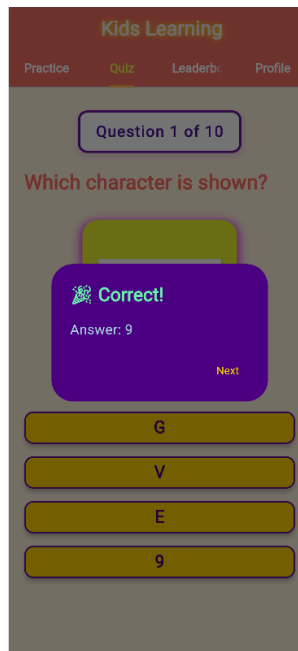 Kids Learning
Practice Quiz Leaderbo Profile
Question 1 of 10
Which character is shown?
🎉 Correct!
Answer: 9
Next
G
V
E
9